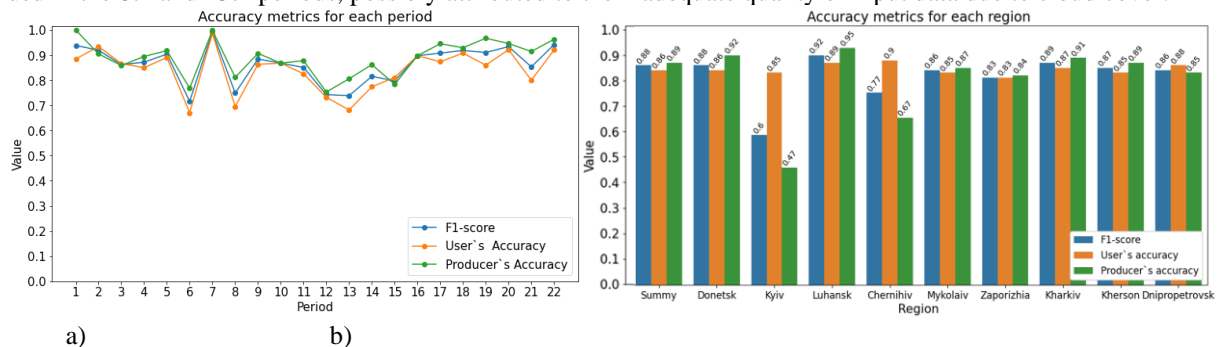 Accuracy metrics for each period
1.0
0.9
0.8
0.7
0.6
0.5
0.4
0.3
0.2
0.1
0.0
Value
1 2 3 4 5 6 7 8 9 10 11 12 13 14 15 16 17 18 19 20 21 22
Period
F1-score
User`s Accuracy
Producer`s Accuracy
Accuracy metrics for each region
1.0
0.9
0.8
0.7
0.6
0.5
0.4
0.3
0.2
0.1
0.0
Value
0.88 0.86 0.89 0.88 0.86 0.92 0.6 0.85 0.47 0.92 0.89 0.95 0.77 0.9 0.67 0.86 0.85 0.87 0.83 0.83 0.84 0.89 0.87 0.91 0.87 0.85 0.89 0.86 0.88 0.85
Summy Donetsk Kyiv Luhansk Chernihiv Mykolaiv Zaporizhia Kharkiv Kherson Dnipropetrovsk
Region
F1-score
User`s accuracy
Producer`s accuracy
a) b)